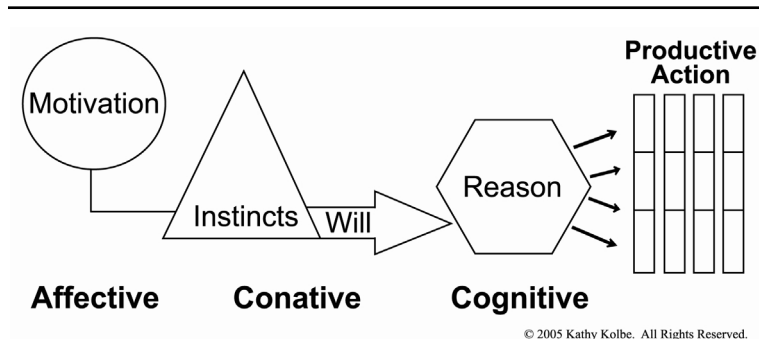 Productive
Action
Motivation
Instincts
Will
Reason
Affective
Conative
Cognitive
© 2005 Kathy Kolbe. All Rights Reserved.